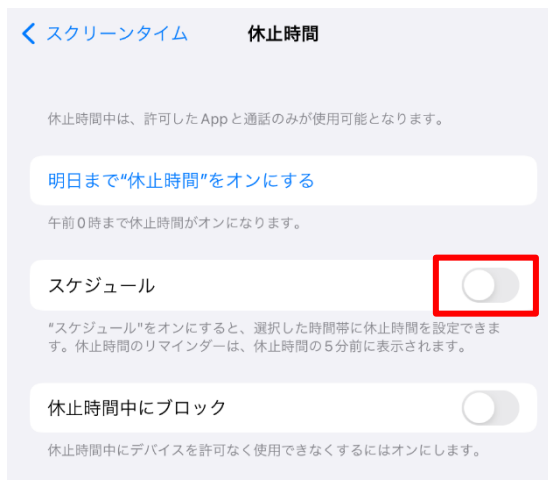 スクリーンタイム 休止時間
休止時間中は、許可したAppと通話のみが使用可能となります。
明日まで“休止時間”をオンにする
午前0時まで休止時間がオンになります。
スケジュール
“スケジュール”をオンにすると、選択した時間帯に休止時間を設定できま
す。休止時間のリマインダーは、休止時間の5分前に表示されます。
休止時間中にブロック
休止時間中にデバイスを許可なく使用できなくするにはオンにします。